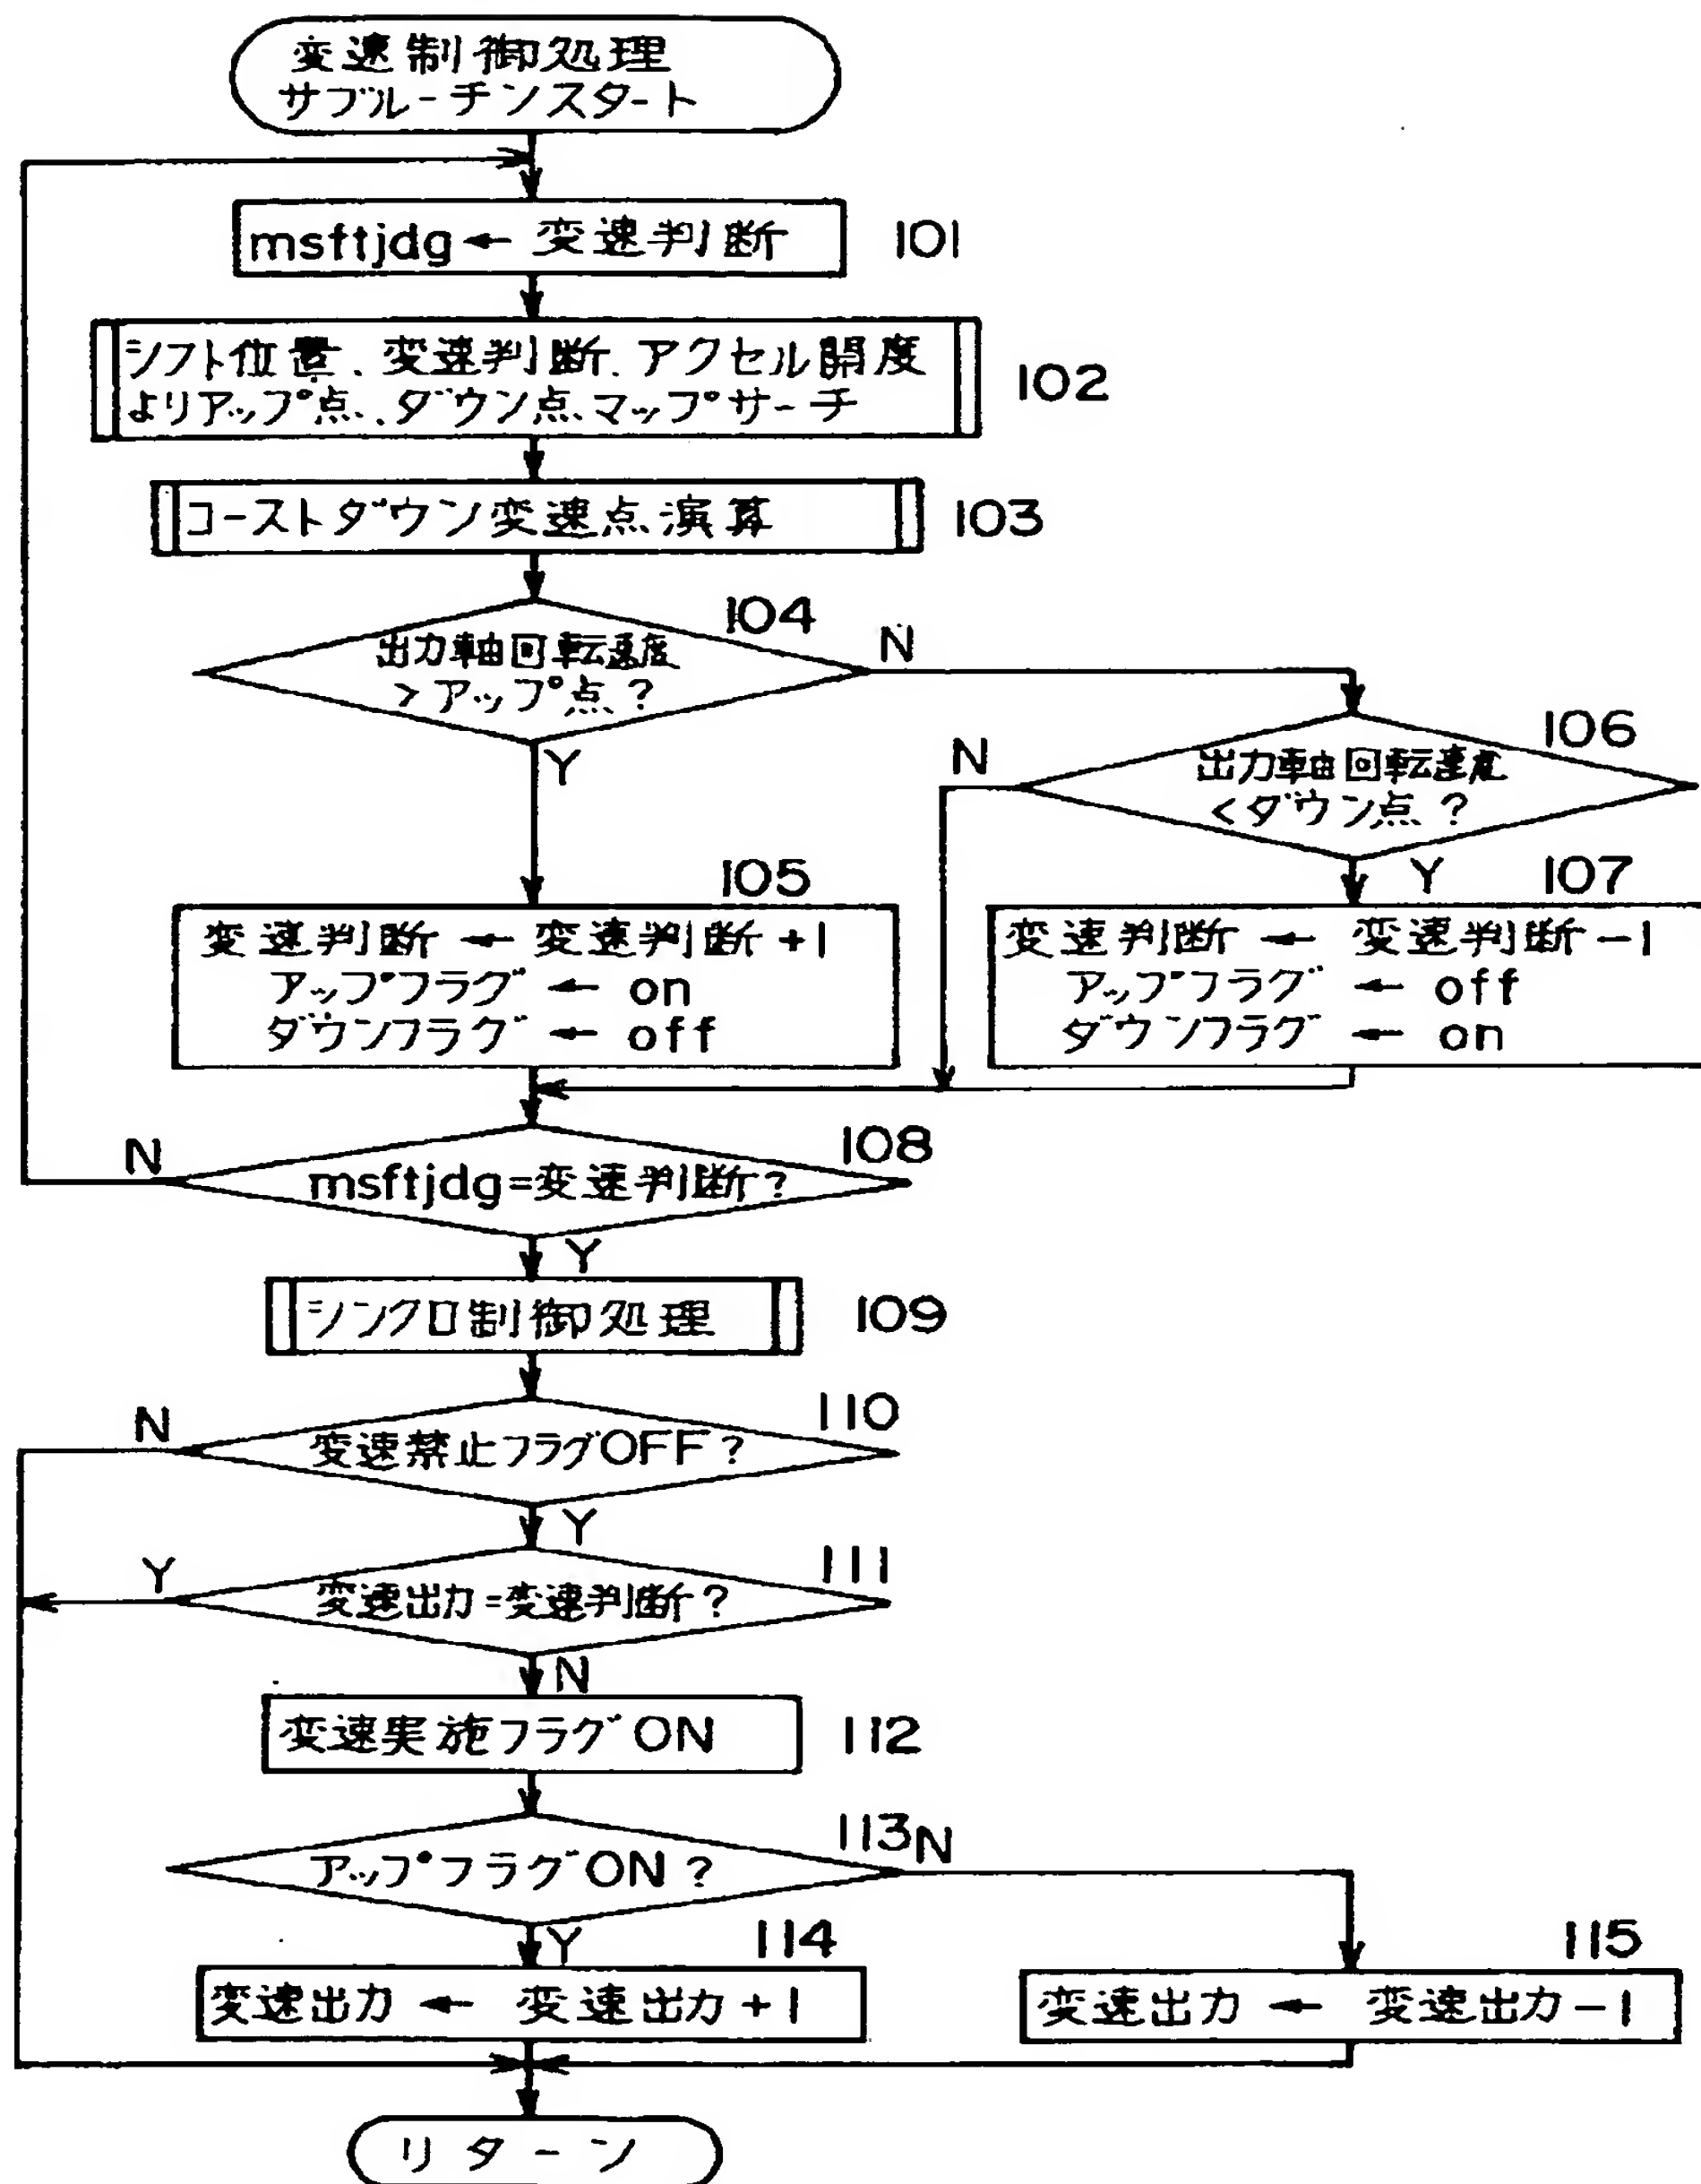 変速制御処理
サブルーチンスタート
msftjdg ← 変速判断
101
シフト位置、変速判断、アクセル開度
よりアップ点、ダウン点マップサーチ
102
コーストダウン変速点演算
103
104
出力軸回転速度
>アップ点?
N
Y
106
出力軸回転速度
<ダウン点?
N
Y
105
変速判断 ← 変速判断+1
アップフラグ ← on
ダウンフラグ ← off
107
変速判断 ← 変速判断-1
アップフラグ ← off
ダウンフラグ ← on
108
msftjdg=変速判断?
N
Y
シンクロ制御処理
109
110
変速禁止フラグOFF?
N
Y
111
変速出力=変速判断?
Y
N
変速実施フラグON
112
113
アップフラグON?
N
Y
114
変速出力 ← 変速出力+1
115
変速出力 ← 変速出力-1
リターン